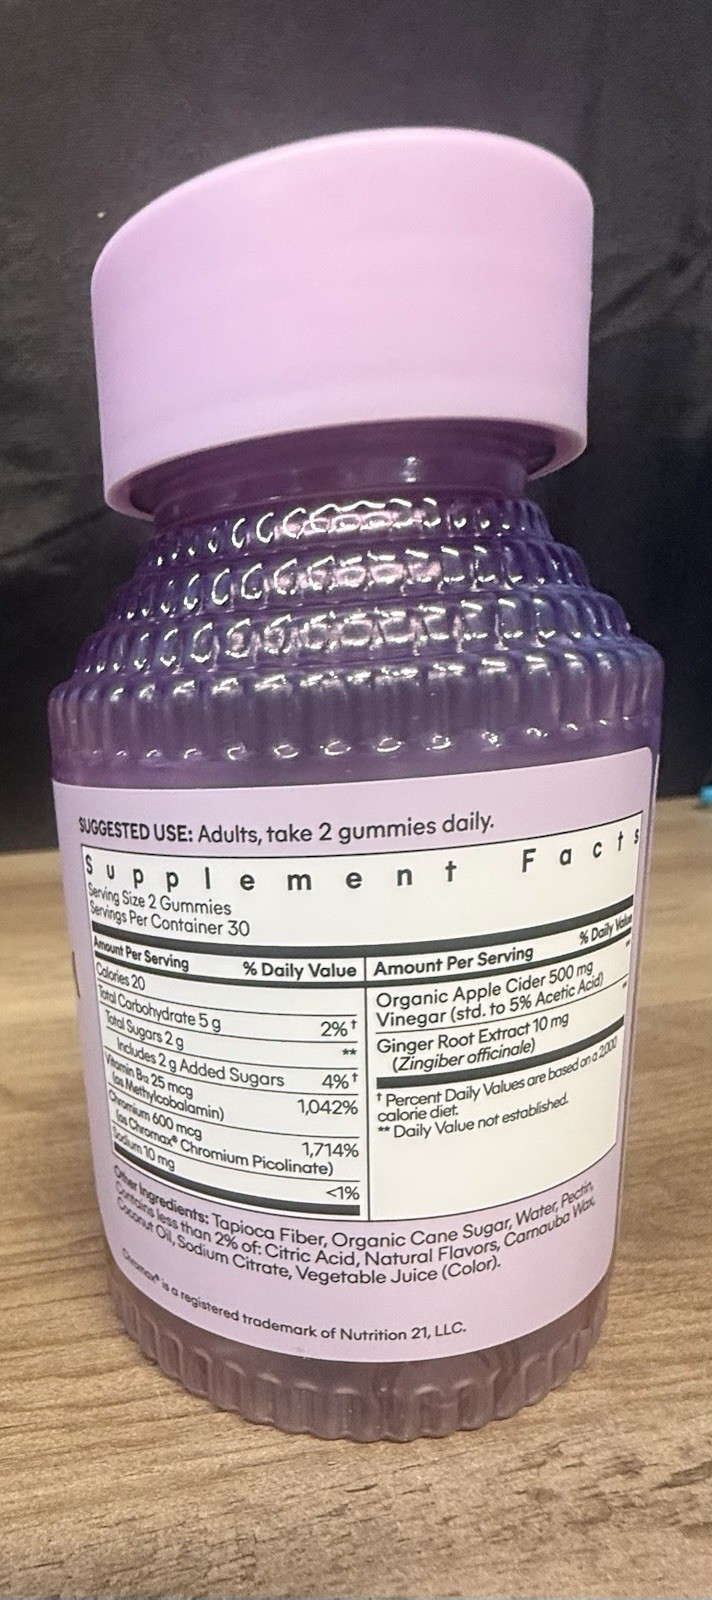 SUGGESTED USE: Adults, take 2 gummies daily.
Supplement Facts
Serving Size 2 Gummies
Servings Per Container 30
Amount Per Serving % Daily Value
Calories 20
Total Carbohydrate 5 g 2%†
Total Sugars 2 g **
Includes 2 g Added Sugars 4%†
Vitamin B12 25 mcg 1,042%
(as Methylcobalamin)
Chromium 600 mcg 1,714%
(as Chromax® Chromium Picolinate)
Sodium 10 mg <1%
Amount Per Serving % Daily Value
Organic Apple Cider 500 mg **
Vinegar (std. to 5% Acetic Acid)
Ginger Root Extract 10 mg **
(Zingiber officinale)
† Percent Daily Values are based on a 2,000
calorie diet.
** Daily Value not established.
Other Ingredients: Tapioca Fiber, Organic Cane Sugar, Water, Pectin,
Contains less than 2% of: Citric Acid, Natural Flavors, Carnauba Wax,
Coconut Oil, Sodium Citrate, Vegetable Juice (Color).
Chromax® is a registered trademark of Nutrition 21, LLC.